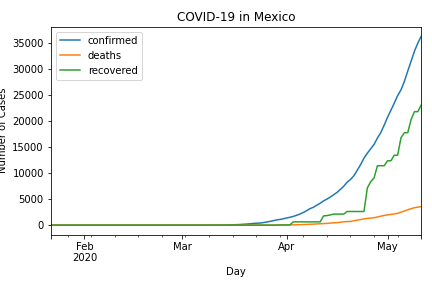 COVID-19 in Mexico
confirmed
deaths
recovered
35000
30000
25000
20000
15000
10000
5000
0
Number of Cases
Feb
2020
Mar
Apr
May
Day